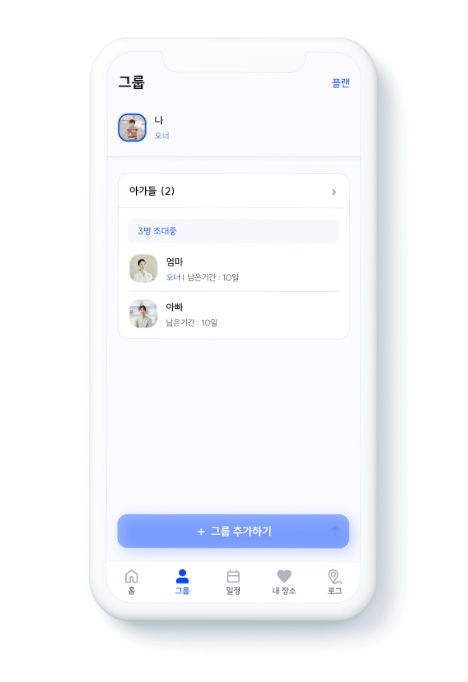 그룹
플랜
나
오너
아가들 (2)
3명 초대중
엄마
오너 | 남은기간 : 10일
아빠
남은기간 : 10일
+ 그룹 추가하기
홈
그룹
일정
내 장소
로그